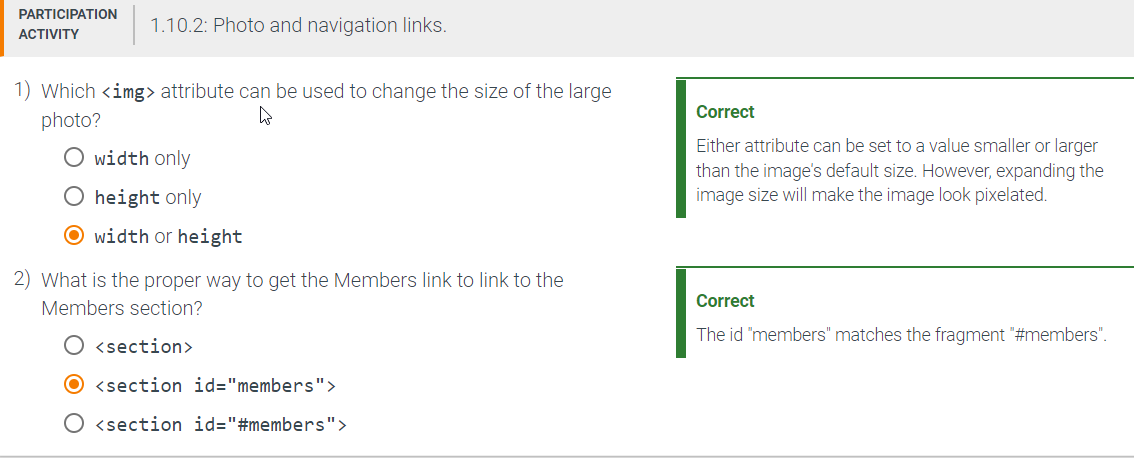 PARTICIPATION
ACTIVITY
1.10.2: Photo and navigation links.
1) Which <img> attribute can be used to change the size of the large
photo?
width only
height only
width or height
Correct
Either attribute can be set to a value smaller or larger
than the image's default size. However, expanding the
image size will make the image look pixelated.
2) What is the proper way to get the Members link to link to the
Members section?
<section>
<section id="members">
<section id="#members">
Correct
The id "members" matches the fragment "#members".